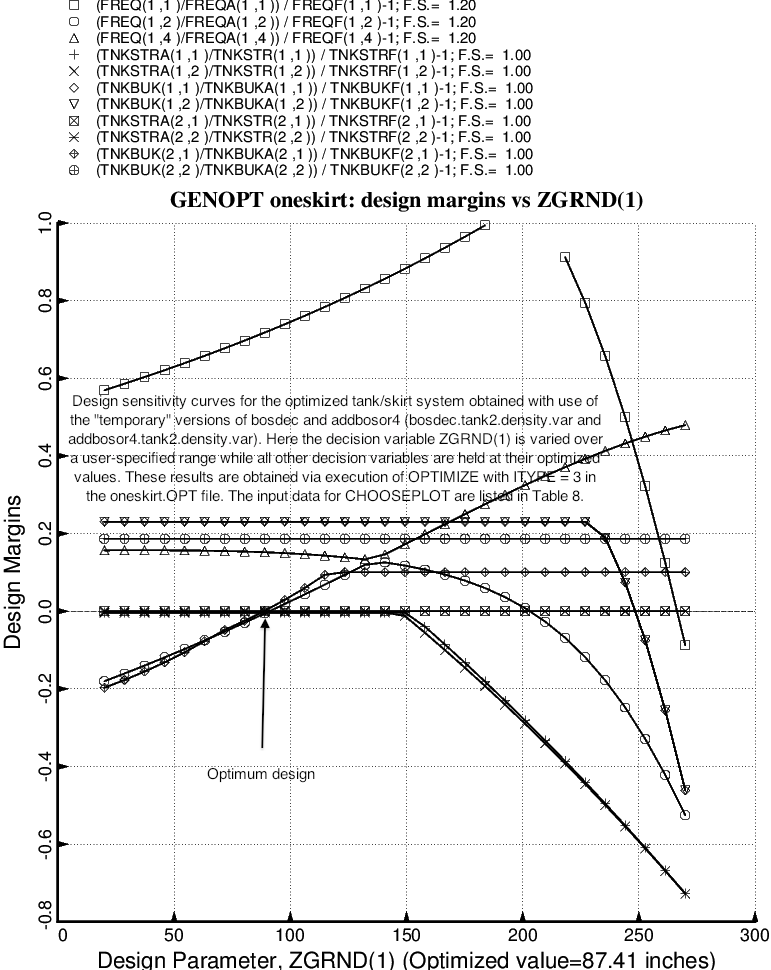 (FREQ(1 ,1 )/FREQA(1 ,1 )) / FREQF(1 ,1 )-1; F.S.= 1.20
(FREQ(1 ,2 )/FREQA(1 ,2 )) / FREQF(1 ,2 )-1; F.S.= 1.20
(FREQ(1 ,4 )/FREQA(1 ,4 )) / FREQF(1 ,4 )-1; F.S.= 1.20
(TNKSTRA(1 ,1 )/TNKSTR(1 ,1 )) / TNKSTRF(1 ,1 )-1; F.S.= 1.00
(TNKSTRA(1 ,2 )/TNKSTR(1 ,2 )) / TNKSTRF(1 ,2 )-1; F.S.= 1.00
(TNKBUK(1 ,1 )/TNKBUKA(1 ,1 )) / TNKBUKF(1 ,1 )-1; F.S.= 1.00
(TNKBUK(1 ,2 )/TNKBUKA(1 ,2 )) / TNKBUKF(1 ,2 )-1; F.S.= 1.00
(TNKSTRA(2 ,1 )/TNKSTR(2 ,1 )) / TNKSTRF(2 ,1 )-1; F.S.= 1.00
(TNKSTRA(2 ,2 )/TNKSTR(2 ,2 )) / TNKSTRF(2 ,2 )-1; F.S.= 1.00
(TNKBUK(2 ,1 )/TNKBUKA(2 ,1 )) / TNKBUKF(2 ,1 )-1; F.S.= 1.00
(TNKBUK(2 ,2 )/TNKBUKA(2 ,2 )) / TNKBUKF(2 ,2 )-1; F.S.= 1.00
GENOPT oneskirt: design margins vs ZGRND(1)
1.0
0.8
0.6
Design sensitivity curves for the optimized tank/skirt system obtained with use of
the "temporary" versions of bosdec and addbosor4 (bosdec.tank2.density.var and
addbosor4.tank2.density.var). Here the decision variable ZGRND(1) is varied over
a user-specified range while all other decision variables are held at their optimized
values. These results are obtained via execution of OPTIMIZE with ITYPE = 3 in
the oneskirt.OPT file. The input data for CHOOSEPLOT are listed in Table 8.
0.4
0.2
0.0
-0.2
-0.4
-0.6
-0.8
Design Margins
Optimum design
0 50 100 150 200 250 300
Design Parameter, ZGRND(1) (Optimized value=87.41 inches)